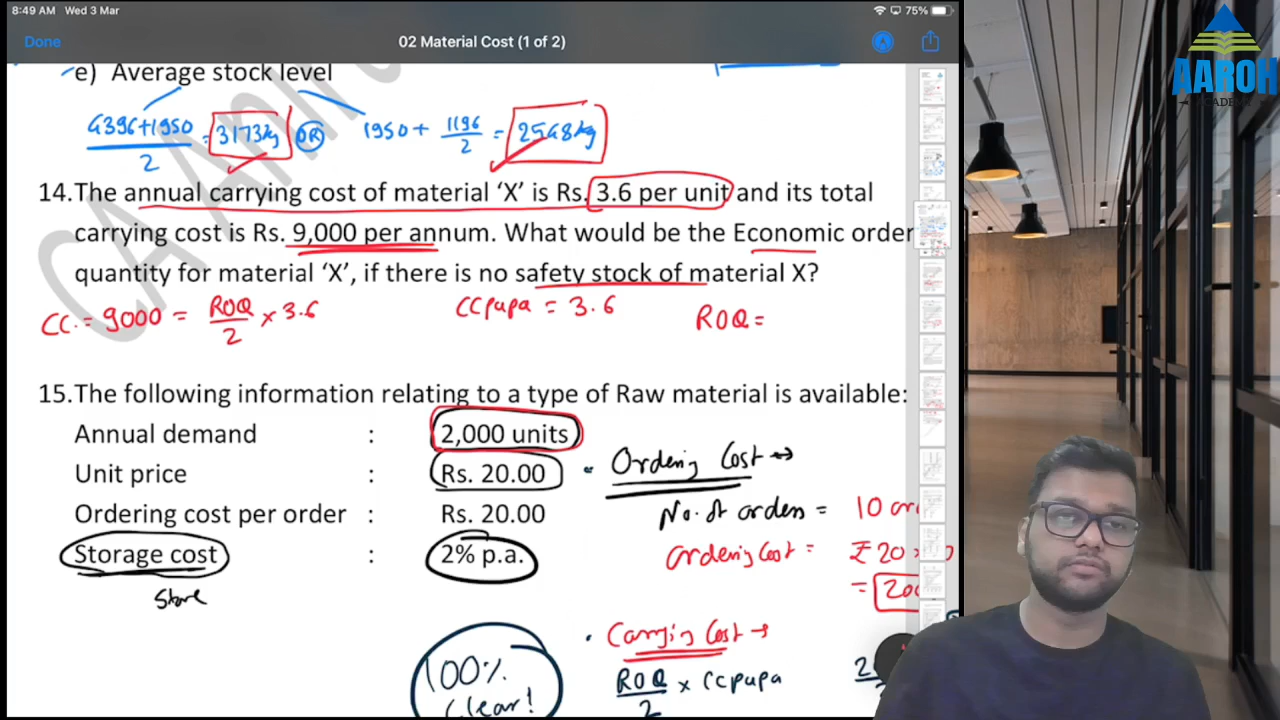 8:49 AM Wed 3 Mar
75%
Done
02 Material Cost (1 of 2)
AAROH
e) Average stock level
4396+1950 / 2 = 3173kg OR 1950 + 1196 / 2 = 2548kg
14.The annual carrying cost of material ‘X’ is Rs. 3.6 per unit and its total
carrying cost is Rs. 9,000 per annum. What would be the Economic order
quantity for material ‘X’, if there is no safety stock of material X?
CC. = 9000 = ROQ / 2 × 3.6
CCpupa = 3.6
ROQ =
15.The following information relating to a type of Raw material is available:
Annual demand : 2,000 units
Unit price : Rs. 20.00
Ordering cost →
Ordering cost per order : Rs. 20.00
No. of orders = 10
Storage cost : 2% p.a.
ordering cost = ₹20
= 200
Store
Carrying Cost →
100%
Clear!
ROQ / 2 × CCpupa